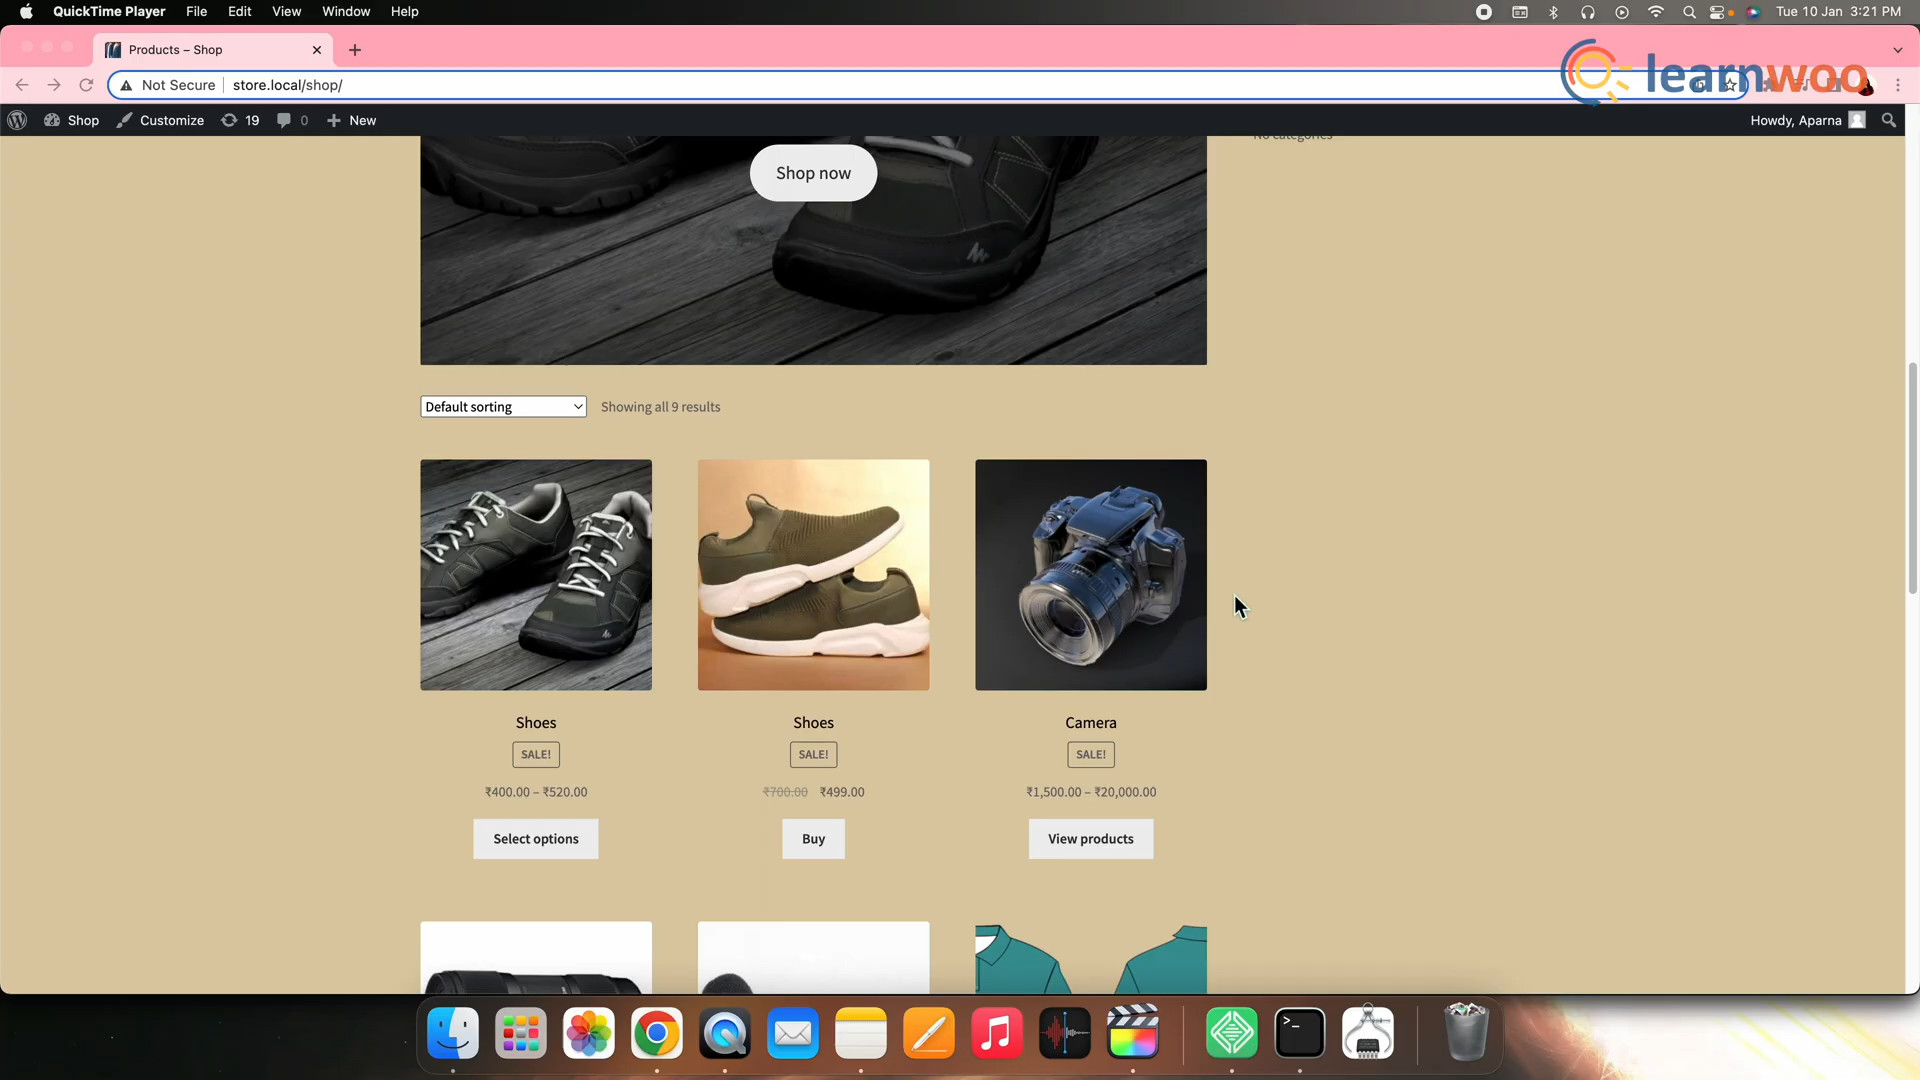 QuickTime Player File Edit View Window Help Tue 10 Jan 3:21 PM
Products – Shop
learnwoo
Not Secure store.local/shop/
Shop Customize 19 0 New Howdy, Aparna
No categories
Shop now
Default sorting Showing all 9 results
Shoes Shoes Camera
SALE! SALE! SALE!
₹400.00 – ₹520.00 ₹700.00 ₹499.00 ₹1,500.00 – ₹20,000.00
Select options Buy View products